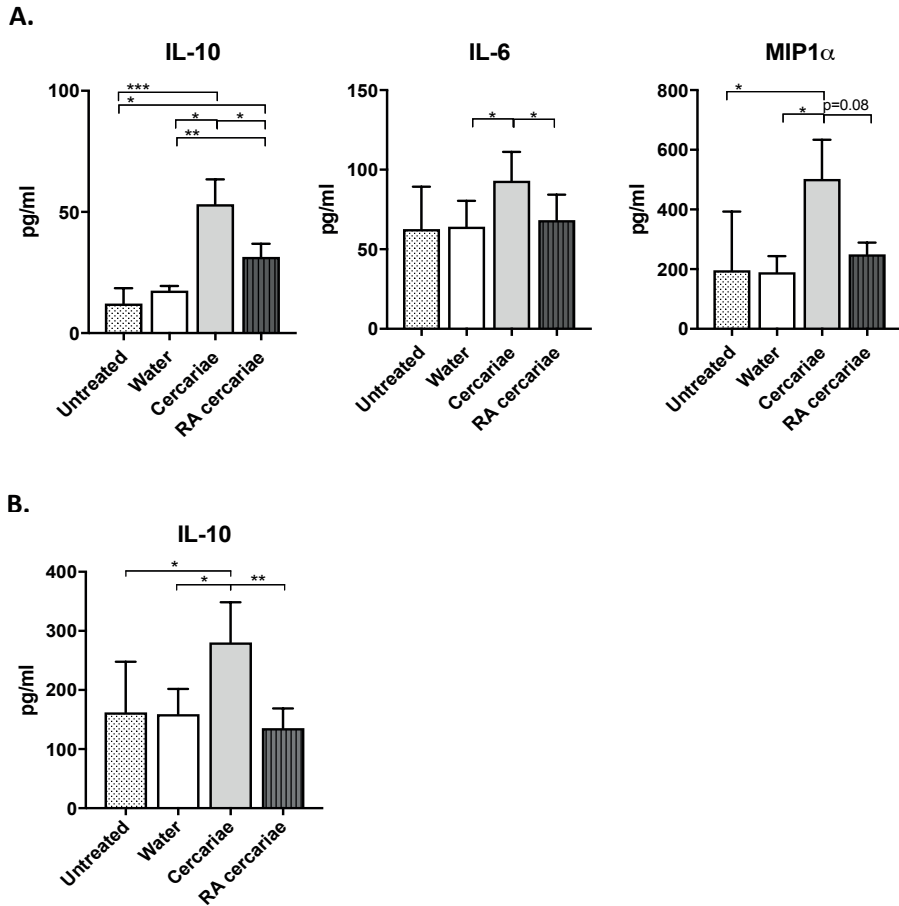 A.
IL-10
pg/ml
100
50
0
***
*
*
*
**
Untreated
Water
Cercariae
RA cercariae
IL-6
pg/ml
150
100
50
0
*
*
Untreated
Water
Cercariae
RA cercariae
MIP1α
pg/ml
800
600
400
200
0
*
*
p=0.08
Untreated
Water
Cercariae
RA cercariae
B.
IL-10
pg/ml
400
300
200
100
0
*
*
**
Untreated
Water
Cercariae
RA cercariae